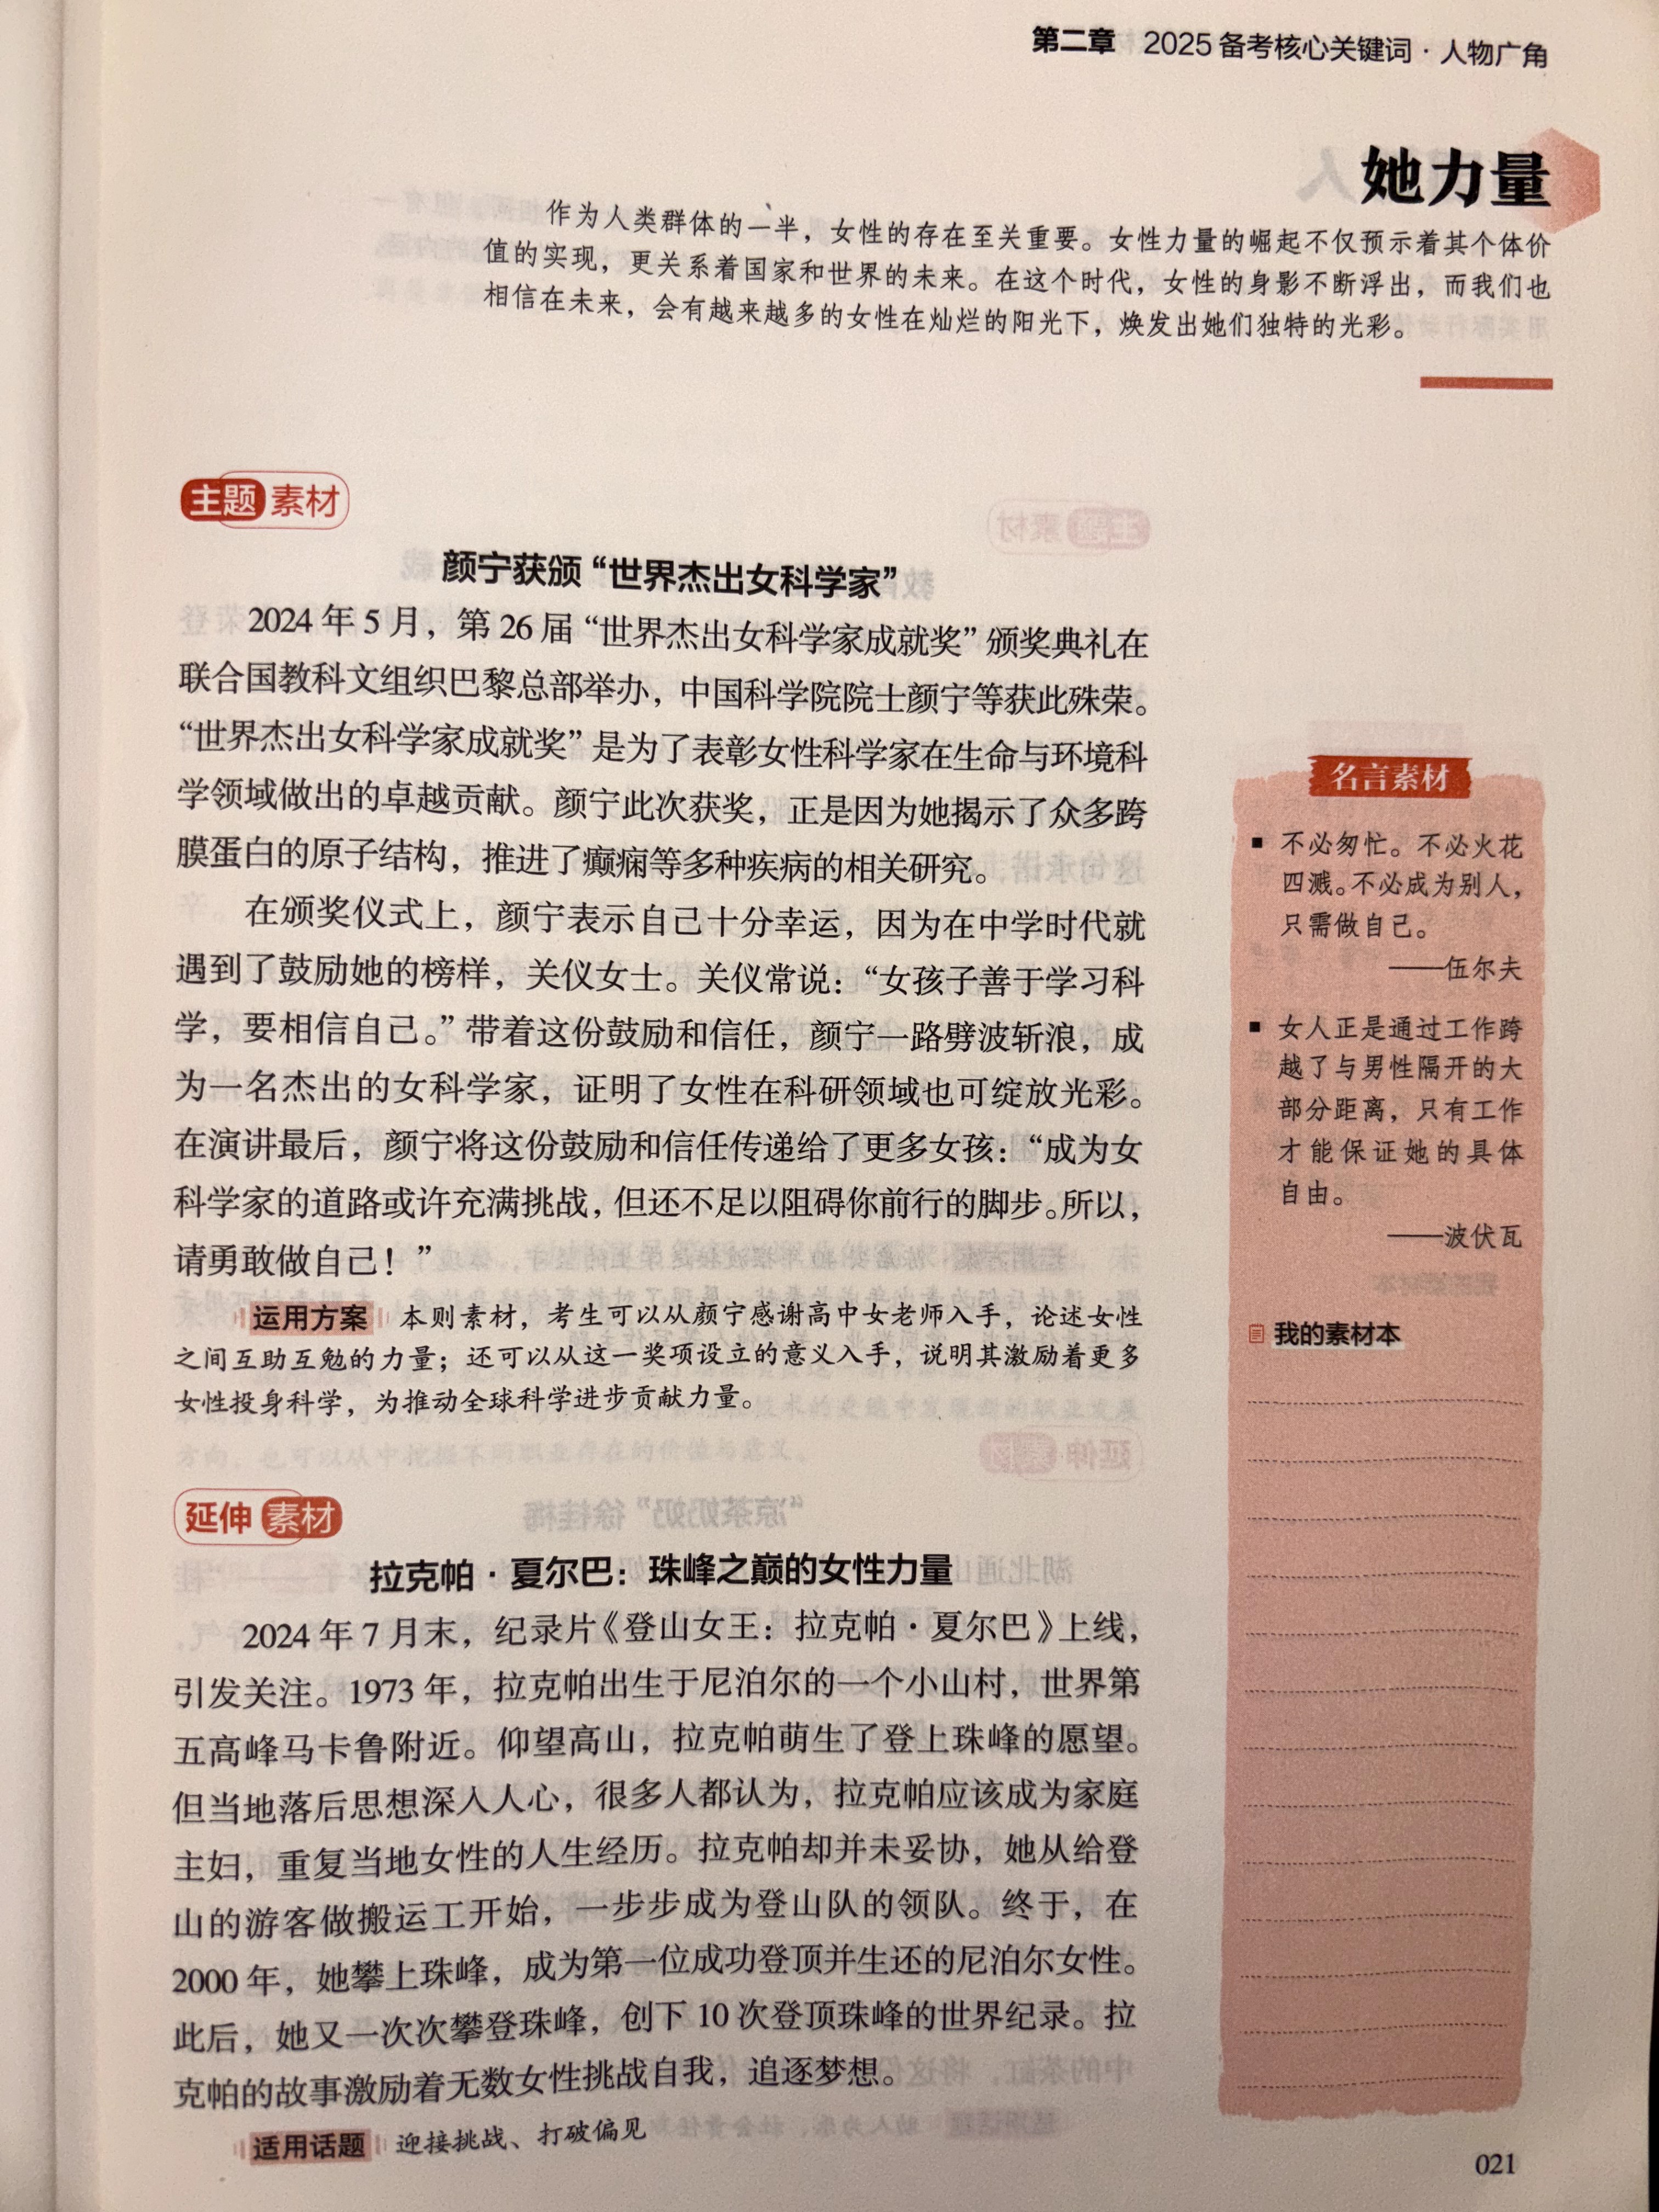 第二章 2025备考核心关键词·人物广角
她力量
作为人类群体的一半，女性的存在至关重要。女性力量的崛起不仅预示着其个体价
值的实现，更关系着国家和世界的未来。在这个时代，女性的身影不断浮出，而我们也
相信在未来，会有越来越多的女性在灿烂的阳光下，焕发出她们独特的光彩。
主题素材
颜宁获颁“世界杰出女科学家”
2024年5月，第26届“世界杰出女科学家成就奖”颁奖典礼在
联合国教科文组织巴黎总部举办，中国科学院院士颜宁等获此殊荣。
“世界杰出女科学家成就奖”是为了表彰女性科学家在生命与环境科
学领域做出的卓越贡献。颜宁此次获奖，正是因为她揭示了众多跨
膜蛋白的原子结构，推进了癫痫等多种疾病的相关研究。
在颁奖仪式上，颜宁表示自己十分幸运，因为在中学时代就
遇到了鼓励她的榜样，关仪女士。关仪常说：“女孩子善于学习科
学，要相信自己。”带着这份鼓励和信任，颜宁一路劈波斩浪，成
为一名杰出的女科学家，证明了女性在科研领域也可绽放光彩。
在演讲最后，颜宁将这份鼓励和信任传递给了更多女孩：“成为女
科学家的道路或许充满挑战，但还不足以阻碍你前行的脚步。所以，
请勇敢做自己！”
运用方案 本则素材，考生可以从颜宁感谢高中女老师入手，论述女性
之间互助互勉的力量；还可以从这一奖项设立的意义入手，说明其激励着更多
女性投身科学，为推动全球科学进步贡献力量。
延伸素材
拉克帕·夏尔巴：珠峰之巅的女性力量
2024年7月末，纪录片《登山女王：拉克帕·夏尔巴》上线，
引发关注。1973年，拉克帕出生于尼泊尔的一个小山村，世界第
五高峰马卡鲁附近。仰望高山，拉克帕萌生了登上珠峰的愿望。
但当地落后思想深入人心，很多人都认为，拉克帕应该成为家庭
主妇，重复当地女性的人生经历。拉克帕却并未妥协，她从给登
山的游客做搬运工开始，一步步成为登山队的领队。终于，在
2000年，她攀上珠峰，成为第一位成功登顶并生还的尼泊尔女性。
此后，她又一次次攀登珠峰，创下10次登顶珠峰的世界纪录。拉
克帕的故事激励着无数女性挑战自我，追逐梦想。
适用话题 迎接挑战、打破偏见
名言素材
■ 不必匆忙。不必火花
四溅。不必成为别人，
只需做自己。
——伍尔夫
■ 女人正是通过工作跨
越了与男性隔开的大
部分距离，只有工作
才能保证她的具体
自由。
——波伏瓦
我的素材本
021